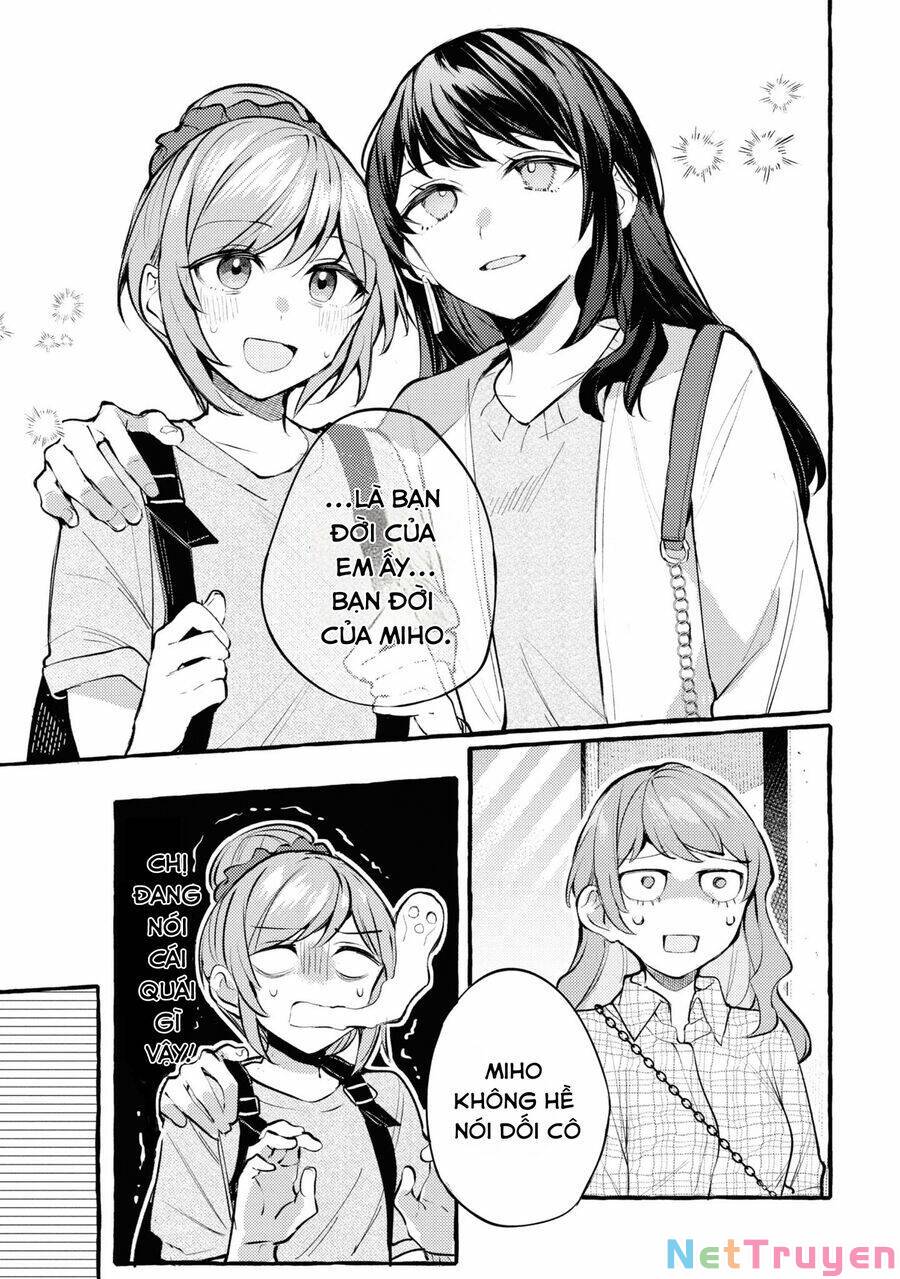 ...LÀ BẠN
ĐỜI CỦA
EM ẤY...
BẠN ĐỜI
CỦA MIHO.
MIHO
KHÔNG HỀ
NÓI DỐI CÔ
CHỊ
ĐANG
NÓI
CÁI
QUÁI
GÌ
VẬY!
NetTruyen